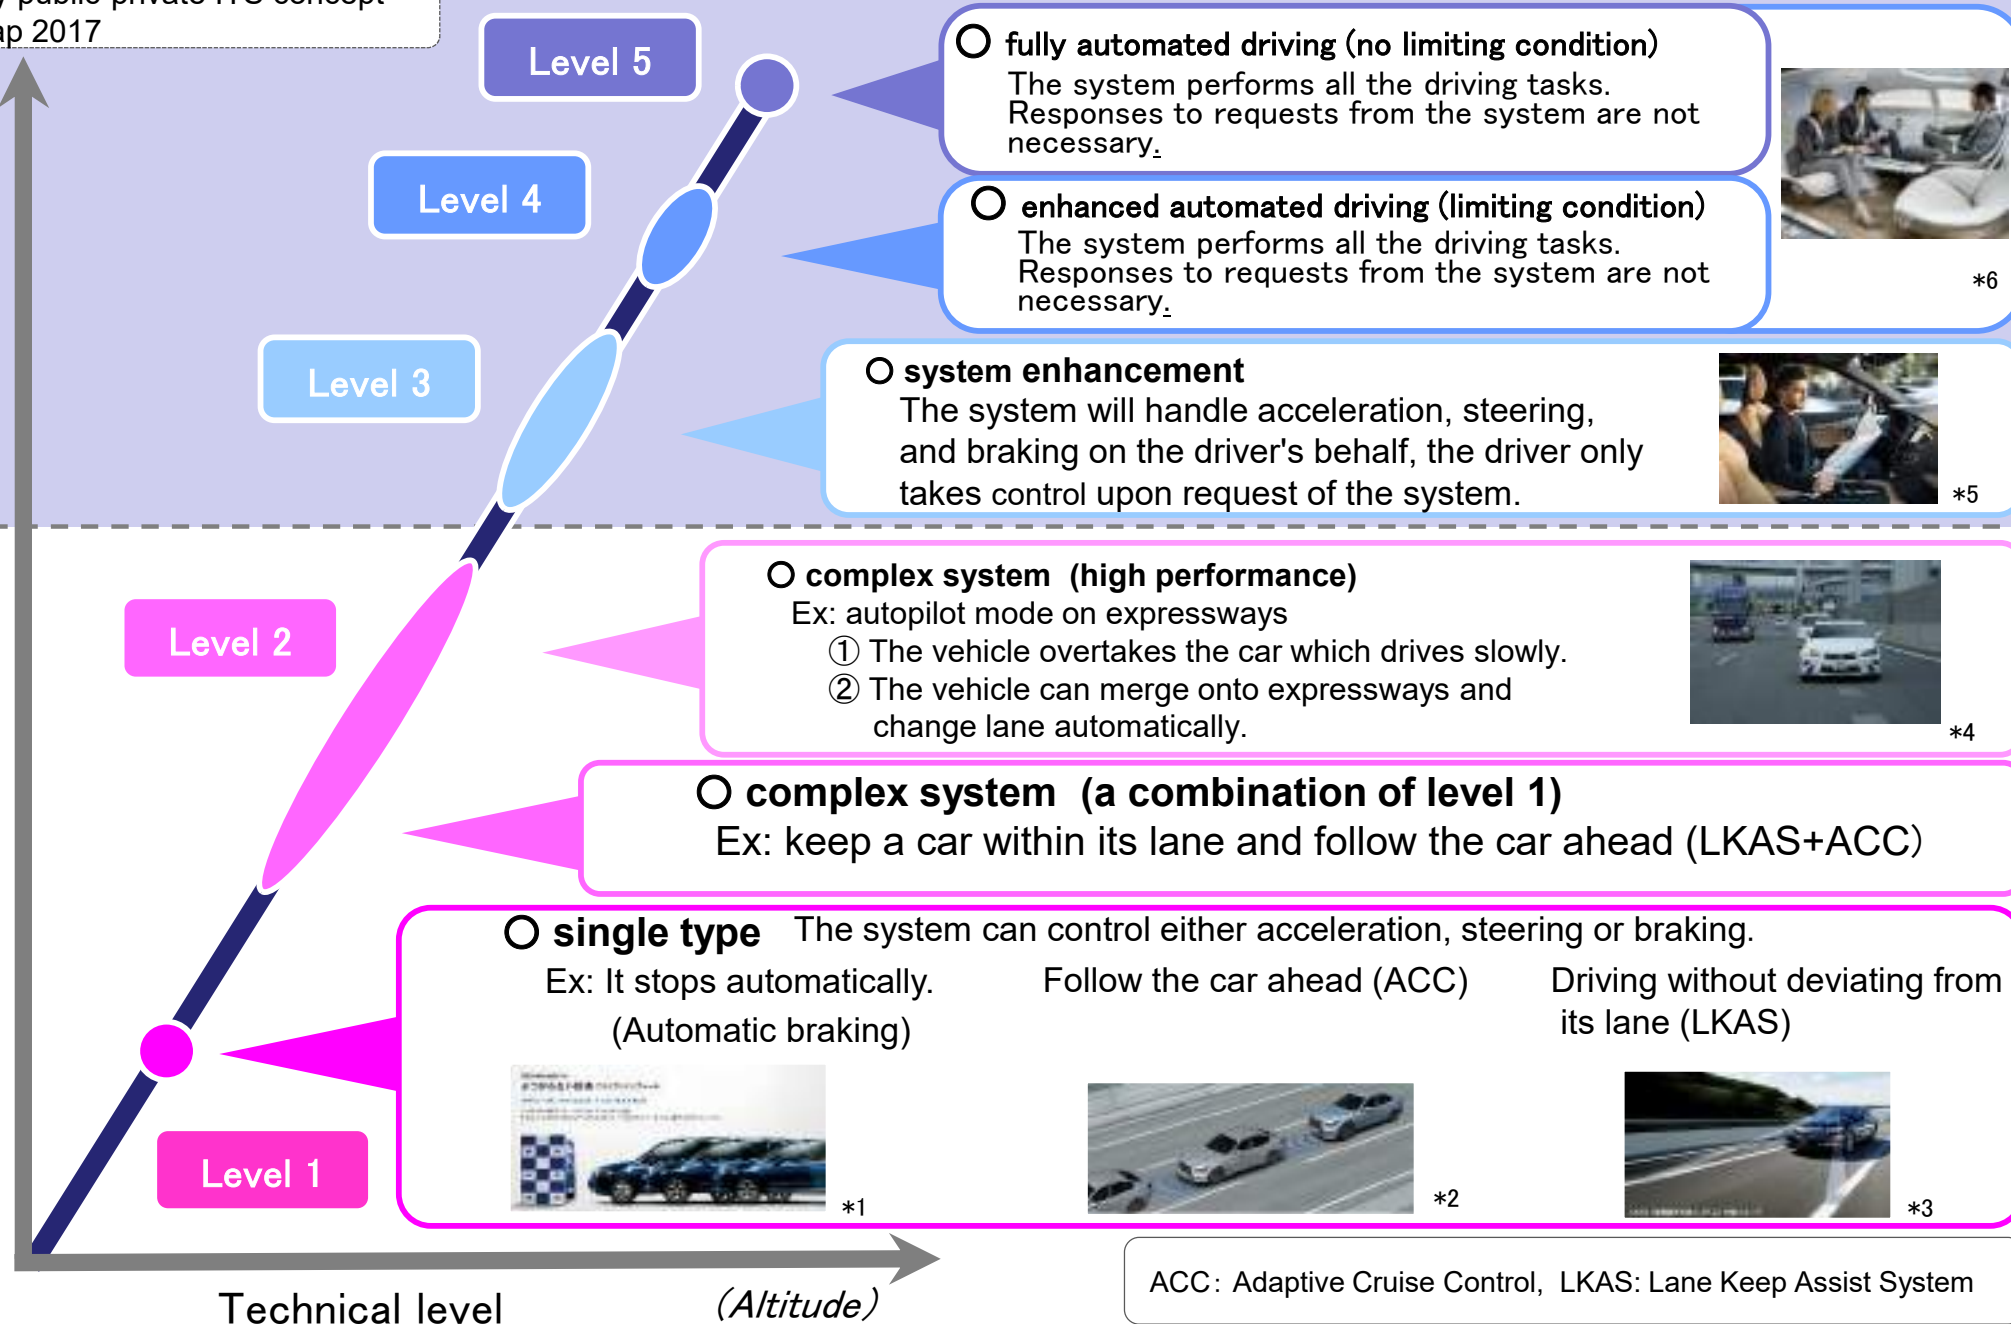 public-private ITS concept
ap 2017
Level 5
○ fully automated driving (no limiting condition)
The system performs all the driving tasks.
Responses to requests from the system are not
necessary.
Level 4
○ enhanced automated driving (limiting condition)
The system performs all the driving tasks.
Responses to requests from the system are not
necessary.
*6
Level 3
○ system enhancement
The system will handle acceleration, steering,
and braking on the driver's behalf, the driver only
takes control upon request of the system.
*5
Level 2
○ complex system (high performance)
Ex: autopilot mode on expressways
① The vehicle overtakes the car which drives slowly.
② The vehicle can merge onto expressways and
change lane automatically.
*4
○ complex system (a combination of level 1)
Ex: keep a car within its lane and follow the car ahead (LKAS+ACC)
○ single type The system can control either acceleration, steering or braking.
Ex: It stops automatically.
(Automatic braking)
*1
Follow the car ahead (ACC)
*2
Driving without deviating from
its lane (LKAS)
*3
Level 1
Technical level
(Altitude)
ACC: Adaptive Cruise Control, LKAS: Lane Keep Assist System